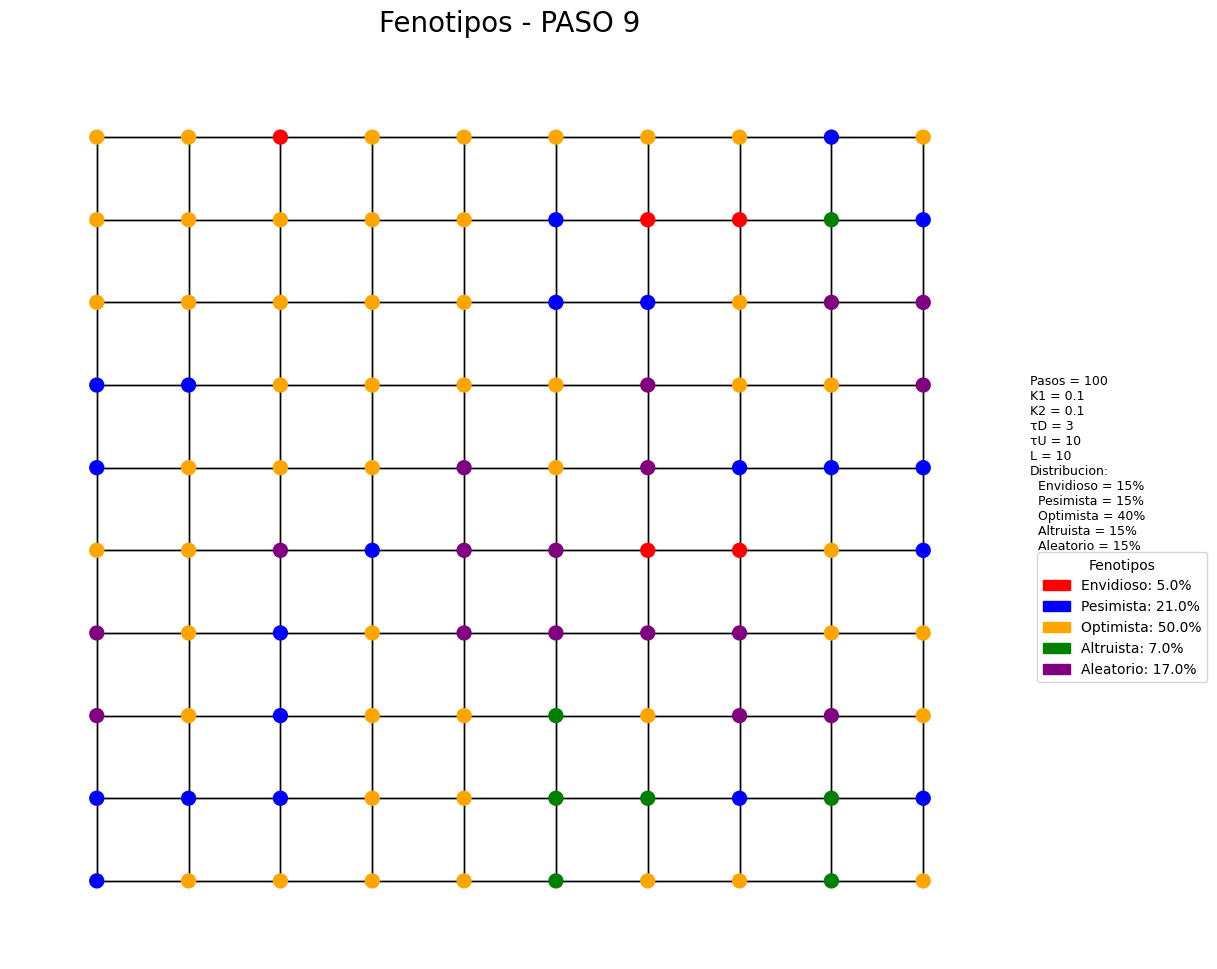 Fenotipos - PASO 9
Pasos = 100
K1 = 0.1
K2 = 0.1
τD = 3
τU = 10
L = 10
Distribucion:
Envidioso = 15%
Pesimista = 15%
Optimista = 40%
Altruista = 15%
Aleatorio = 15%
Fenotipos
Envidioso: 5.0%
Pesimista: 21.0%
Optimista: 50.0%
Altruista: 7.0%
Aleatorio: 17.0%